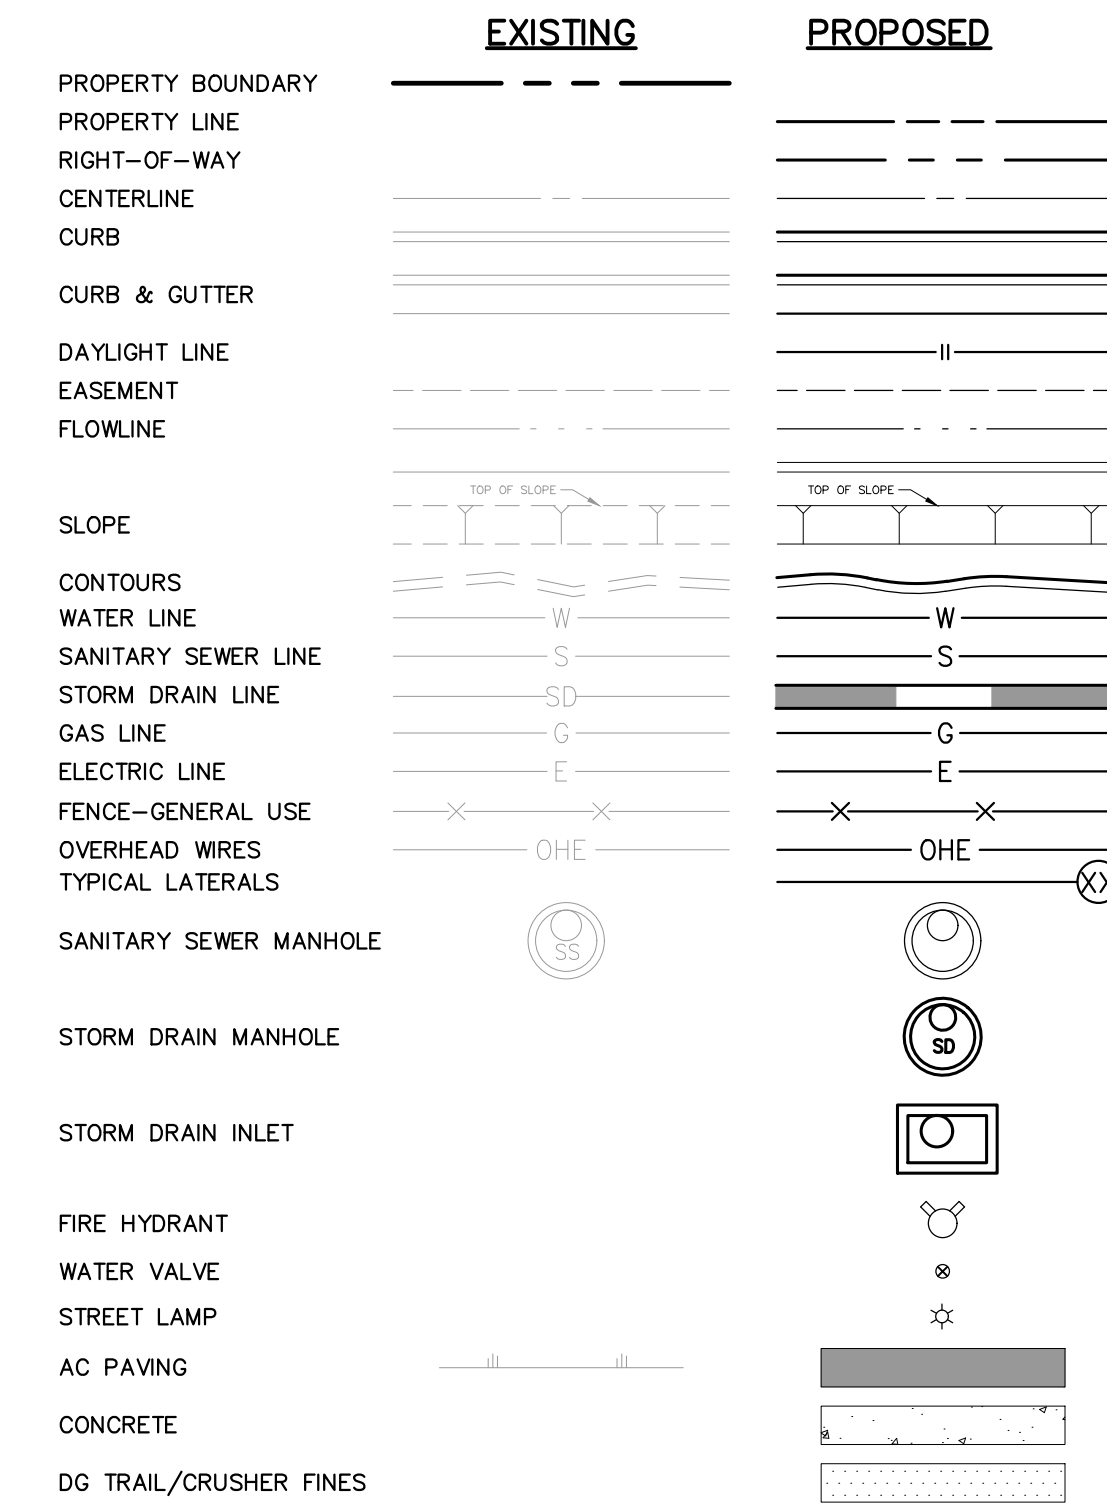 EXISTING PROPOSED
PROPERTY BOUNDARY
PROPERTY LINE
RIGHT-OF-WAY
CENTERLINE
CURB
CURB & GUTTER
DAYLIGHT LINE
EASEMENT
FLOWLINE
TOP OF SLOPE TOP OF SLOPE
SLOPE
CONTOURS
WATER LINE W W
SANITARY SEWER LINE S S
STORM DRAIN LINE SD
GAS LINE G G
ELECTRIC LINE E E
FENCE-GENERAL USE
OVERHEAD WIRES OHE OHE
TYPICAL LATERALS XX
SANITARY SEWER MANHOLE SS
STORM DRAIN MANHOLE SD
STORM DRAIN INLET
FIRE HYDRANT
WATER VALVE
STREET LAMP
AC PAVING
CONCRETE
DG TRAIL/CRUSHER FINES